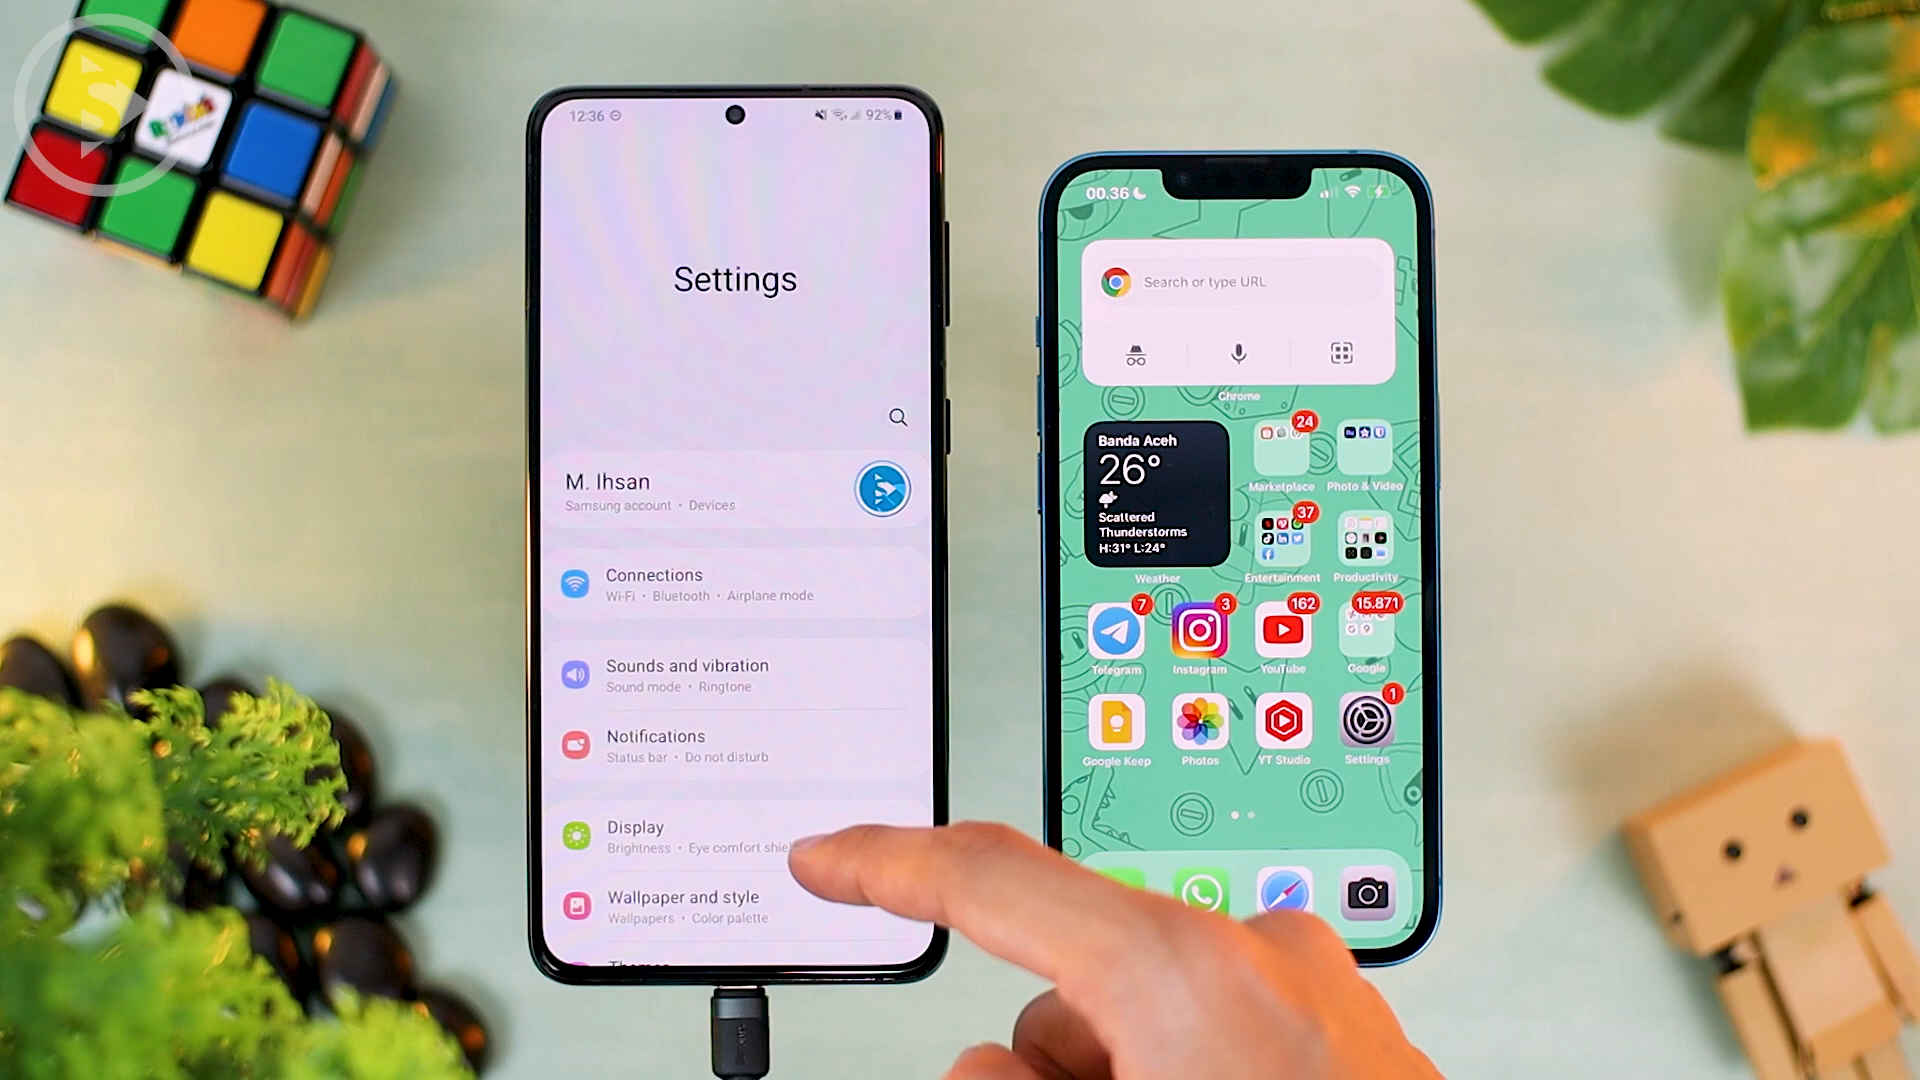 12:36
92%
Settings
M. Ihsan
Samsung account • Devices
Connections
Wi-Fi • Bluetooth • Airplane mode
Sounds and vibration
Sound mode • Ringtone
Notifications
Status bar • Do not disturb
Display
Brightness • Eye comfort shiel
Wallpaper and style
Wallpapers • Color palette
Themes
00.36
Search or type URL
Chrome
Banda Aceh
26°
Scattered
Thunderstorms
H:31° L:24°
Weather
24
Marketplace
Photo & Video
37
Entertainment
Productivity
7
3
162
15.871
Telegram
Instagram
YouTube
Google
1
Google Keep
Photos
YT Studio
Settings
S